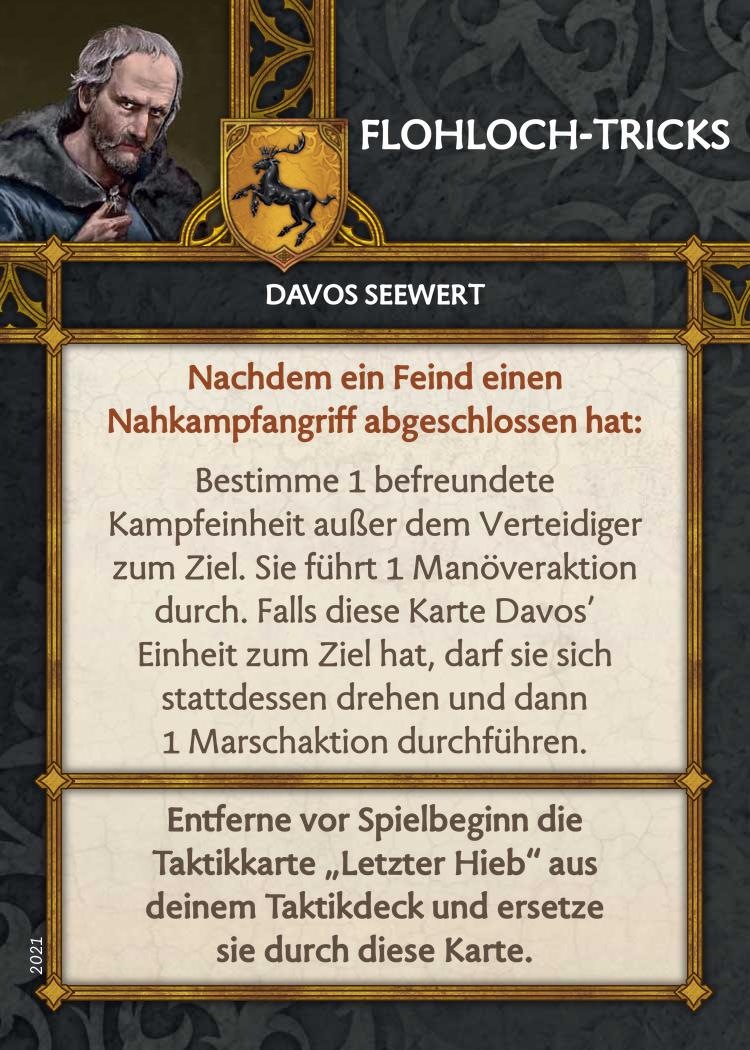 FLOHLOCH-TRICKS
DAVOS SEEWERT
Nachdem ein Feind einen
Nahkampfangriff abgeschlossen hat:
Bestimme 1 befreundete
Kampfeinheit außer dem Verteidiger
zum Ziel. Sie führt 1 Manöveraktion
durch. Falls diese Karte Davos’
Einheit zum Ziel hat, darf sie sich
stattdessen drehen und dann
1 Marschaktion durchführen.
Entferne vor Spielbeginn die
Taktikkarte „Letzter Hieb“ aus
deinem Taktikdeck und ersetze
sie durch diese Karte.
2021